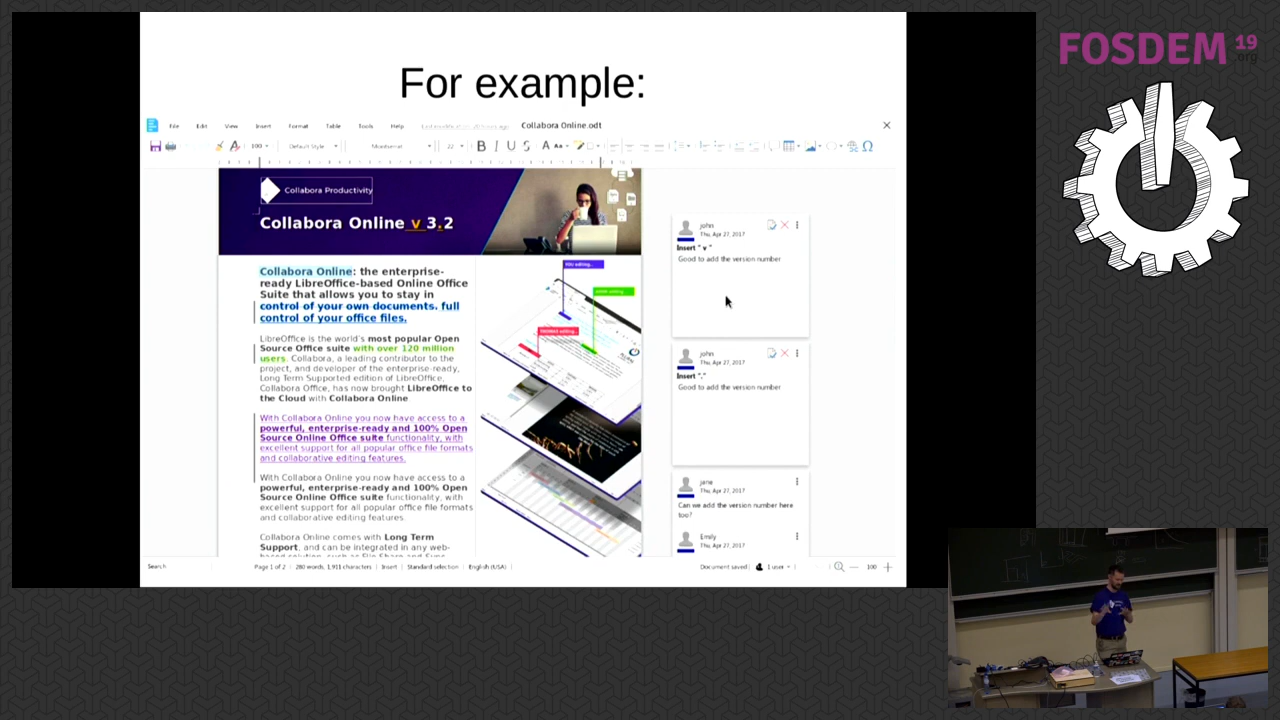 FOSDEM 19
.org
For example:
File Edit View Insert Format Table Tools Help Collabora Online.odt
100 Default Style Montserrat 22 B I U S A Aa
Collabora Productivity
Collabora Online v 3.2
Collabora Online: the enterprise-
ready LibreOffice-based Online Office
Suite that allows you to stay in
control of your own documents. full
control of your office files.
LibreOffice is the world's most popular Open
Source Office suite with over 120 million
users. Collabora, a leading contributor to the
project, and developer of the enterprise-ready,
Long Term Supported edition of LibreOffice,
Collabora Office, has now brought LibreOffice to
the Cloud with Collabora Online
With Collabora Online you now have access to a
powerful, enterprise-ready and 100% Open
Source Online Office suite functionality, with
excellent support for all popular office file formats
and collaborative editing features.
With Collabora Online you now have access to a
powerful, enterprise-ready and 100% Open
Source Online Office suite functionality, with
excellent support for all popular office file formats
and collaborative editing features.
Collabora Online comes with Long Term
Support, and can be integrated in any web-
john
Thu, Apr 27, 2017
Insert " v "
Good to add the version number
john
Thu, Apr 27, 2017
Insert "."
Good to add the version number
jane
Thu, Apr 27, 2017
Can we add the version number here
too?
Emily
Thu, Apr 27, 2017
Search Page 1 of 2 280 words, 1,911 characters Insert Standard selection English (USA) Document saved 1 user 100